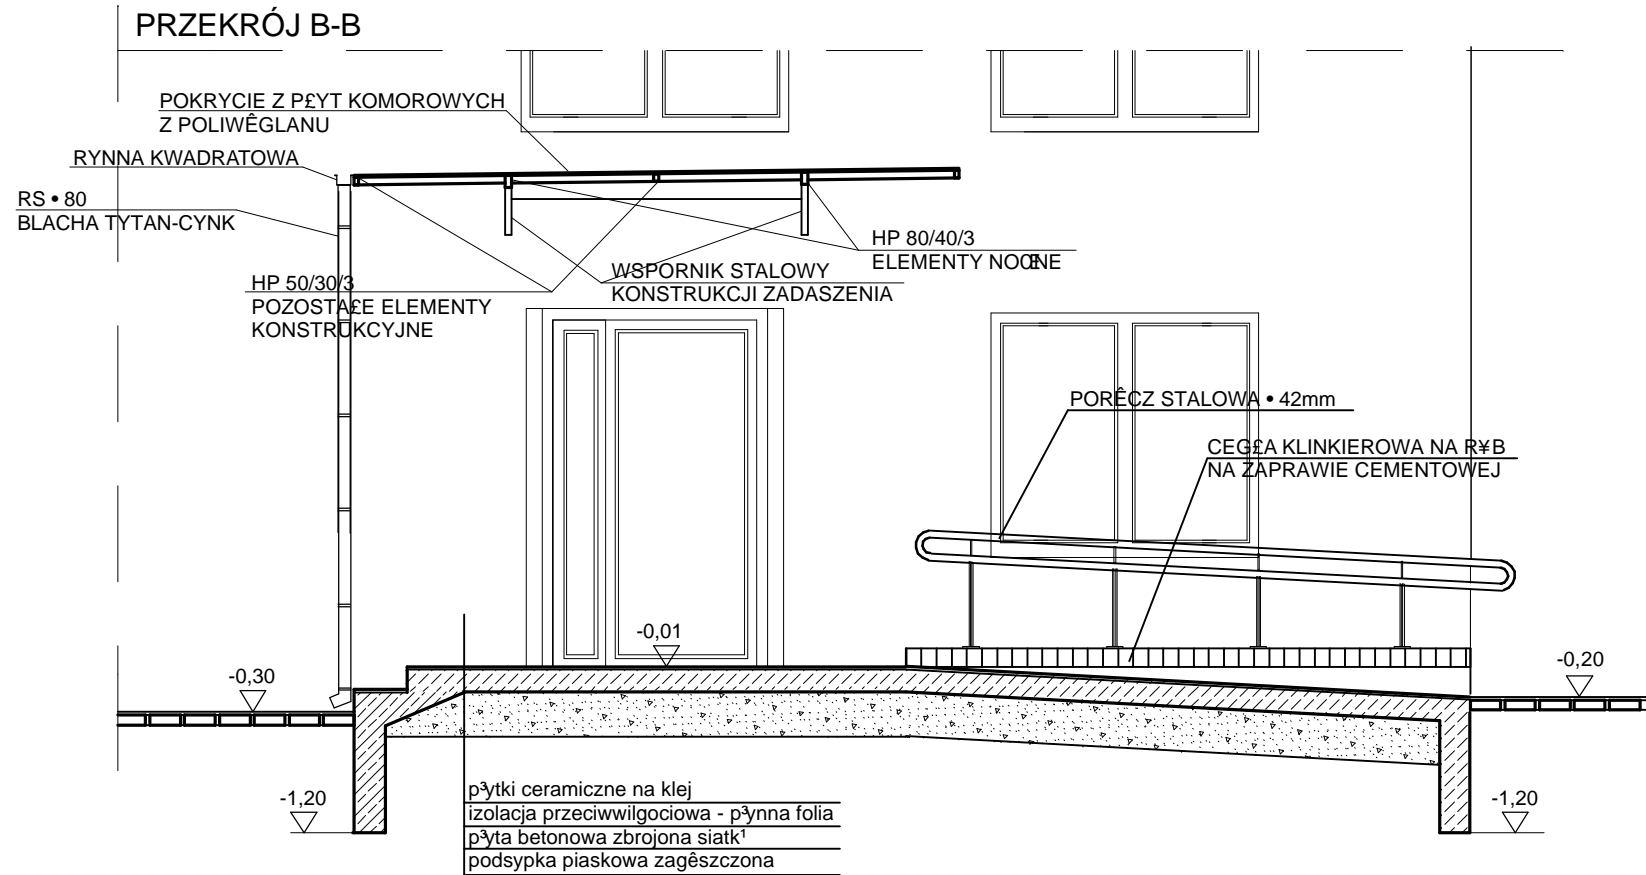 PRZEKRÓJ B-B
POKRYCIE Z P£YT KOMOROWYCH
Z POLIWÊGLANU
RYNNA KWADRATOWA
RS • 80
BLACHA TYTAN-CYNK
HP 80/40/3
ELEMENTY NOŒNE
WSPORNIK STALOWY
KONSTRUKCJI ZADASZENIA
HP 50/30/3
POZOSTA£E ELEMENTY
KONSTRUKCYJNE
PORÊCZ STALOWA • 42mm
CEG£A KLINKIEROWA NA R¥B
NA ZAPRAWIE CEMENTOWEJ
-0,01
-0,30
-0,20
-1,20
-1,20
p³ytki ceramiczne na klej
izolacja przeciwwilgociowa - p³ynna folia
p³yta betonowa zbrojona siatk¹
podsypka piaskowa zagêszczona